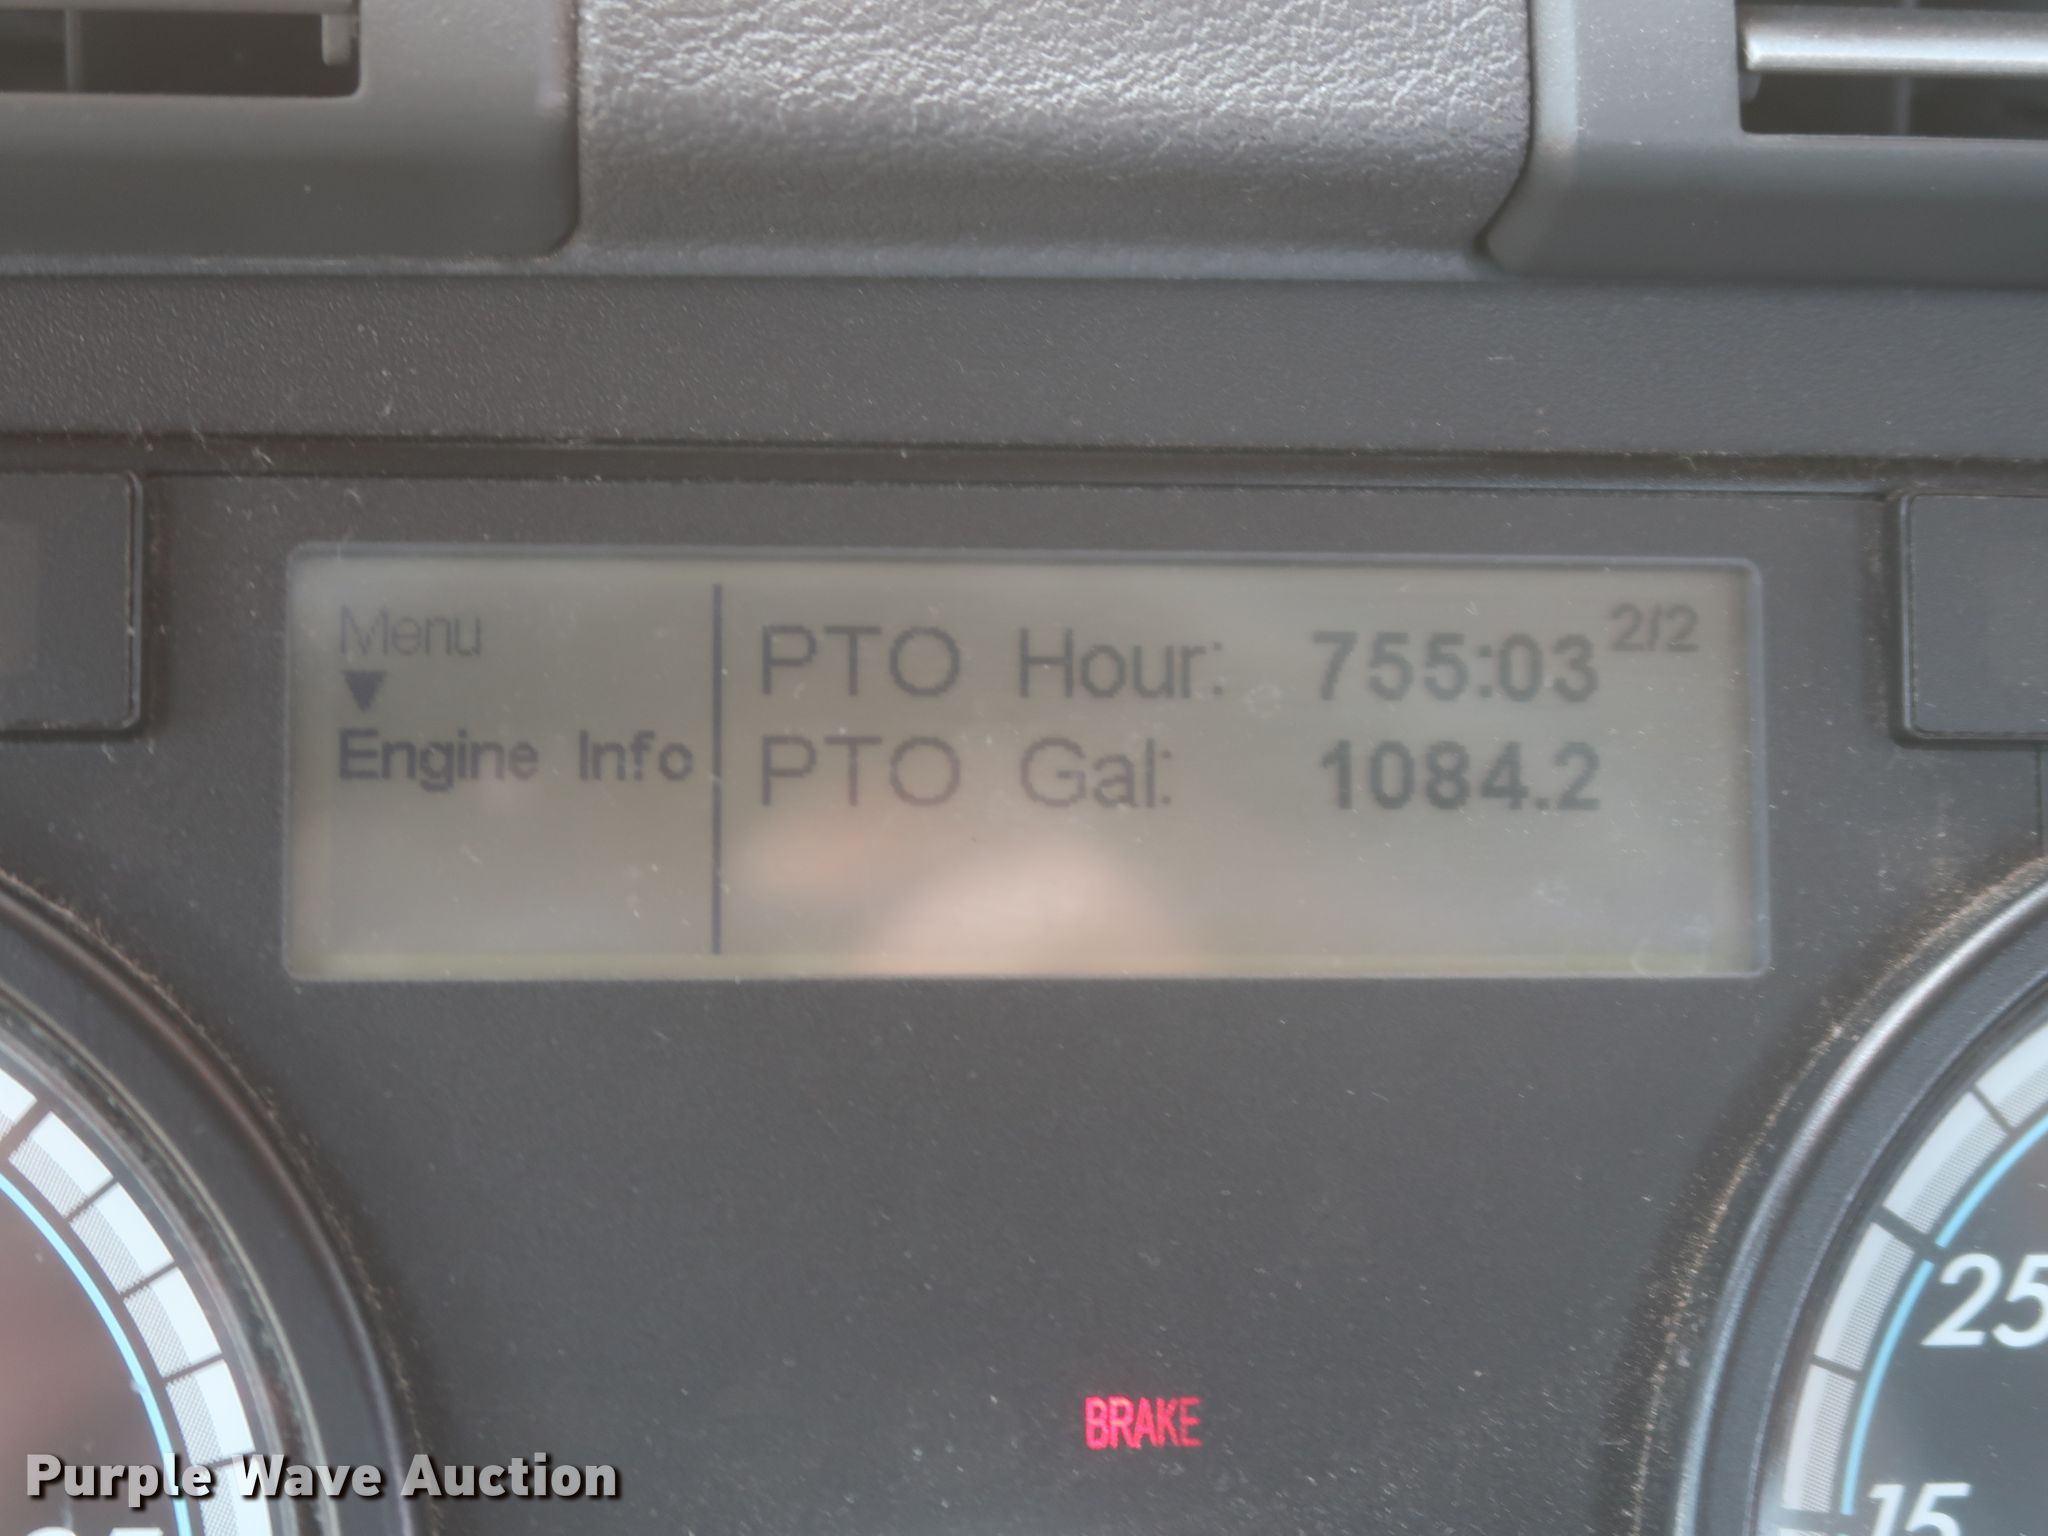 Menu
▼
Engine Info
PTO Hour: 755:03 2/2
PTO Gal: 1084.2
25
BRAKE
15
Purple Wave Auction